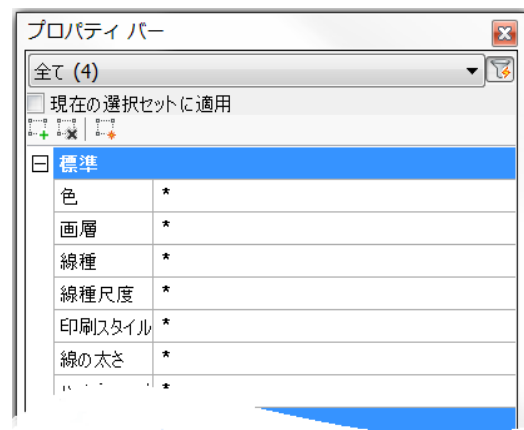 プロパティ バー
全て (4)
現在の選択セットに適用
標準
色 *
画層 *
線種 *
線種尺度 *
印刷スタイル *
線の太さ *
*